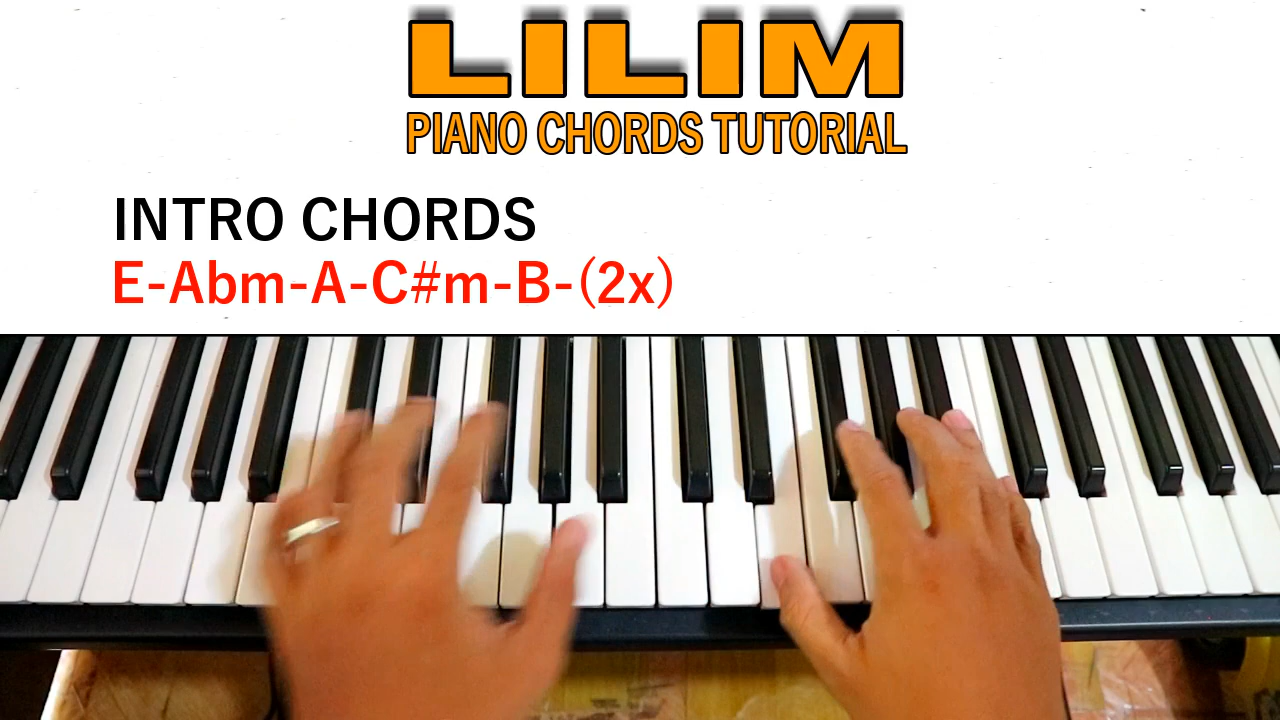 LILIM
PIANO CHORDS TUTORIAL
INTRO CHORDS
E-Abm-A-C#m-B-(2x)